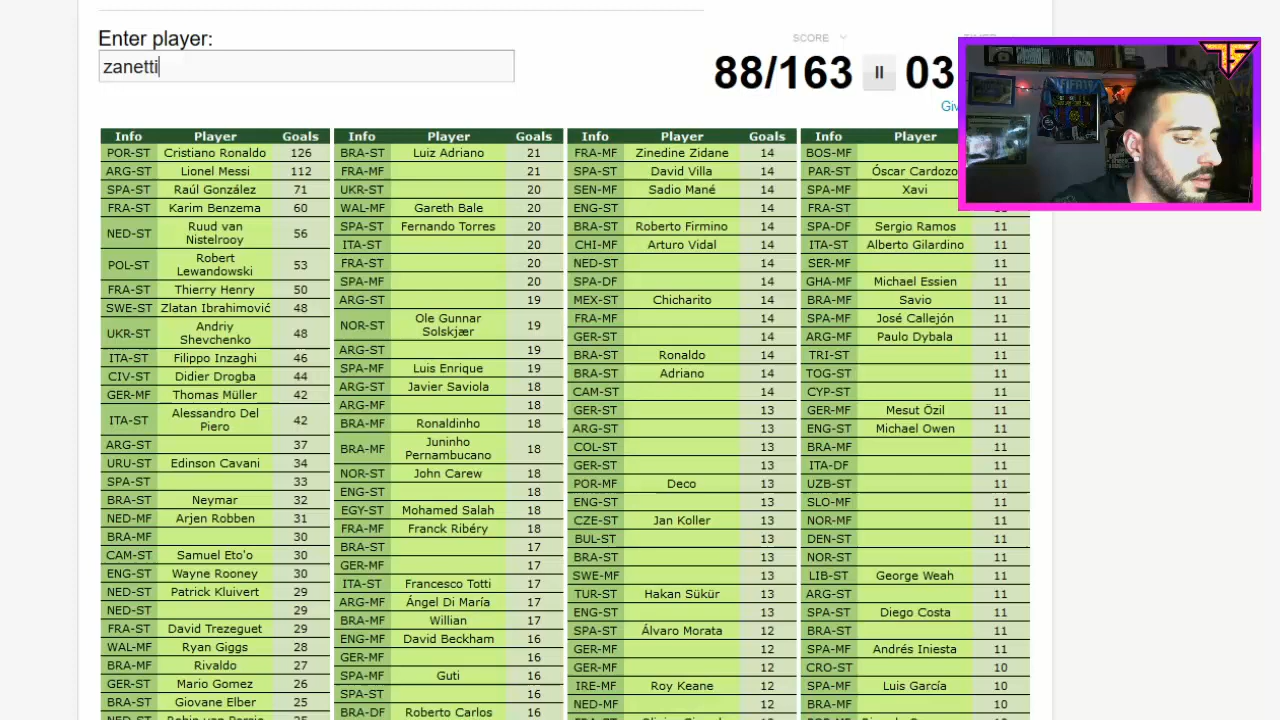 Enter player:
zanetti
SCORE
88/163
II
03
Info Player Goals
POR-ST Cristiano Ronaldo 126
ARG-ST Lionel Messi 112
SPA-ST Raúl González 71
FRA-ST Karim Benzema 60
NED-ST Ruud van
Nistelrooy 56
POL-ST Robert
Lewandowski 53
FRA-ST Thierry Henry 50
SWE-ST Zlatan Ibrahimović 48
UKR-ST Andriy
Shevchenko 48
ITA-ST Filippo Inzaghi 46
CIV-ST Didier Drogba 44
GER-MF Thomas Müller 42
ITA-ST Alessandro Del
Piero 42
ARG-ST 37
URU-ST Edinson Cavani 34
SPA-ST 33
BRA-ST Neymar 32
NED-MF Arjen Robben 31
BRA-MF 30
CAM-ST Samuel Eto'o 30
ENG-ST Wayne Rooney 30
NED-ST Patrick Kluivert 29
NED-ST 29
FRA-ST David Trezeguet 29
WAL-MF Ryan Giggs 28
BRA-MF Rivaldo 27
GER-ST Mario Gomez 26
BRA-ST Giovane Elber 25
Info Player Goals
BRA-ST Luiz Adriano 21
FRA-MF 21
UKR-ST 20
WAL-MF Gareth Bale 20
SPA-ST Fernando Torres 20
ITA-ST 20
FRA-ST 20
SPA-MF 20
ARG-ST 19
NOR-ST Ole Gunnar
Solskjær 19
ARG-ST 19
SPA-MF Luis Enrique 19
ARG-ST Javier Saviola 18
ARG-MF 18
BRA-MF Ronaldinho 18
BRA-MF Juninho
Pernambucano 18
NOR-ST John Carew 18
ENG-ST 18
EGY-ST Mohamed Salah 18
FRA-MF Franck Ribéry 18
BRA-ST 17
GER-MF 17
ITA-ST Francesco Totti 17
ARG-MF Ángel Di María 17
BRA-MF Willian 17
ENG-MF David Beckham 16
GER-MF 16
SPA-MF Guti 16
SPA-ST 16
BRA-DF Roberto Carlos 16
Info Player Goals
FRA-MF Zinedine Zidane 14
SPA-ST David Villa 14
SEN-MF Sadio Mané 14
ENG-ST 14
BRA-ST Roberto Firmino 14
CHI-MF Arturo Vidal 14
NED-ST 14
SPA-DF 14
MEX-ST Chicharito 14
FRA-MF 14
GER-ST 14
BRA-ST Ronaldo 14
BRA-ST Adriano 14
CAM-ST 14
GER-ST 13
ARG-ST 13
COL-ST 13
GER-ST 13
POR-MF Deco 13
ENG-ST 13
CZE-ST Jan Koller 13
BUL-ST 13
BRA-ST 13
SWE-MF 13
TUR-ST Hakan Sükür 13
ENG-ST 13
SPA-ST Álvaro Morata 12
GER-MF 12
GER-MF 12
IRE-MF Roy Keane 12
NED-MF 12
Info Player
BOS-MF
PAR-ST Óscar Cardozo
SPA-MF Xavi
FRA-ST
SPA-DF Sergio Ramos 11
ITA-ST Alberto Gilardino 11
SER-MF 11
GHA-MF Michael Essien 11
BRA-MF Savio 11
SPA-MF José Callejón 11
ARG-MF Paulo Dybala 11
TRI-ST 11
TOG-ST 11
CYP-ST 11
GER-MF Mesut Özil 11
ENG-ST Michael Owen 11
BRA-MF 11
ITA-DF 11
UZB-ST 11
SLO-MF 11
NOR-MF 11
DEN-ST 11
NOR-ST 11
LIB-ST George Weah 11
ARG-ST 11
SPA-ST Diego Costa 11
BRA-ST 11
SPA-MF Andrés Iniesta 11
CRO-ST 10
SPA-MF Luis García 10
BRA-MF 10